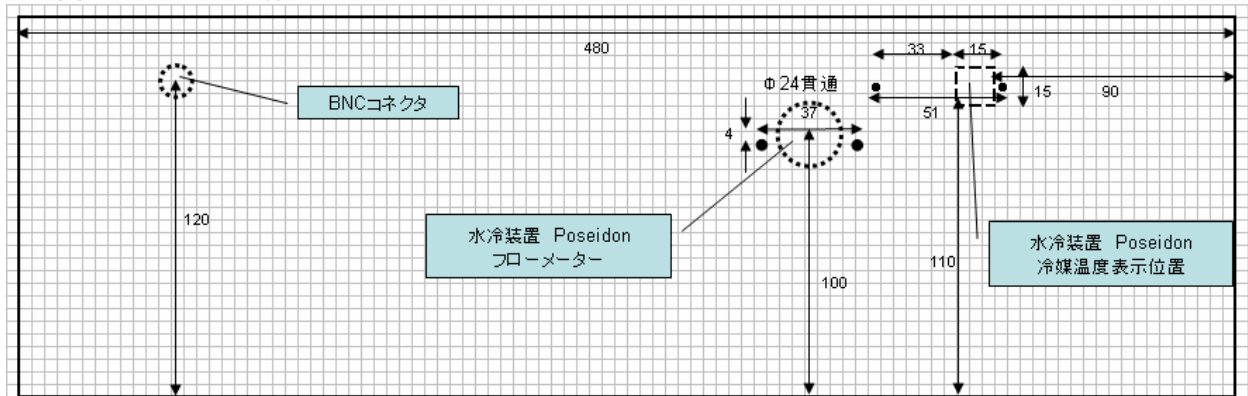 480
33
15
BNCコネクタ
Φ24貫通
37
51
15
90
4
120
水冷装置 Poseidon
フローメーター
水冷装置 Poseidon
冷媒温度表示位置
110
100